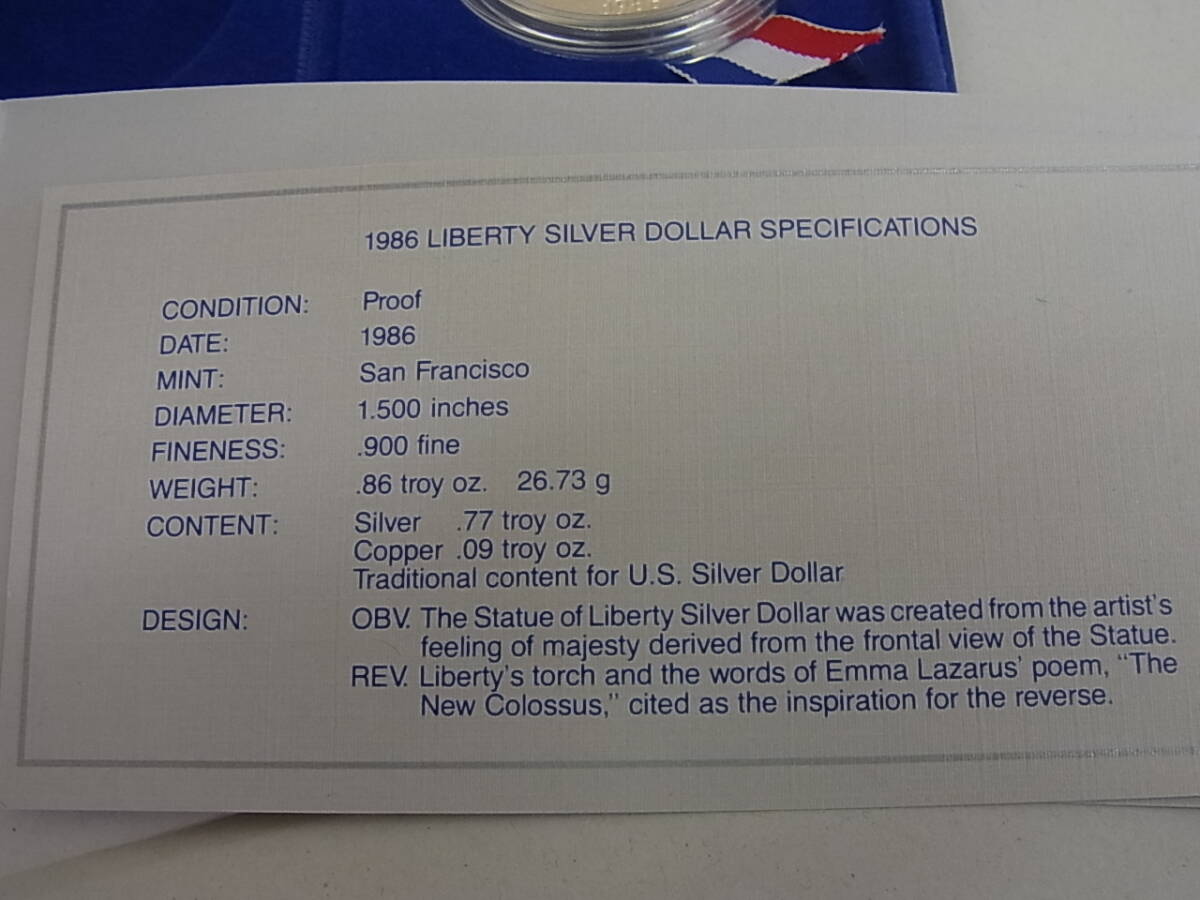 1986 LIBERTY SILVER DOLLAR SPECIFICATIONS
CONDITION: Proof
DATE: 1986
MINT: San Francisco
DIAMETER: 1.500 inches
FINENESS: .900 fine
WEIGHT: .86 troy oz. 26.73 g
CONTENT: Silver .77 troy oz.
Copper .09 troy oz.
Traditional content for U.S. Silver Dollar
DESIGN: OBV. The Statue of Liberty Silver Dollar was created from the artist's
feeling of majesty derived from the frontal view of the Statue.
REV. Liberty's torch and the words of Emma Lazarus' poem, "The
New Colossus," cited as the inspiration for the reverse.